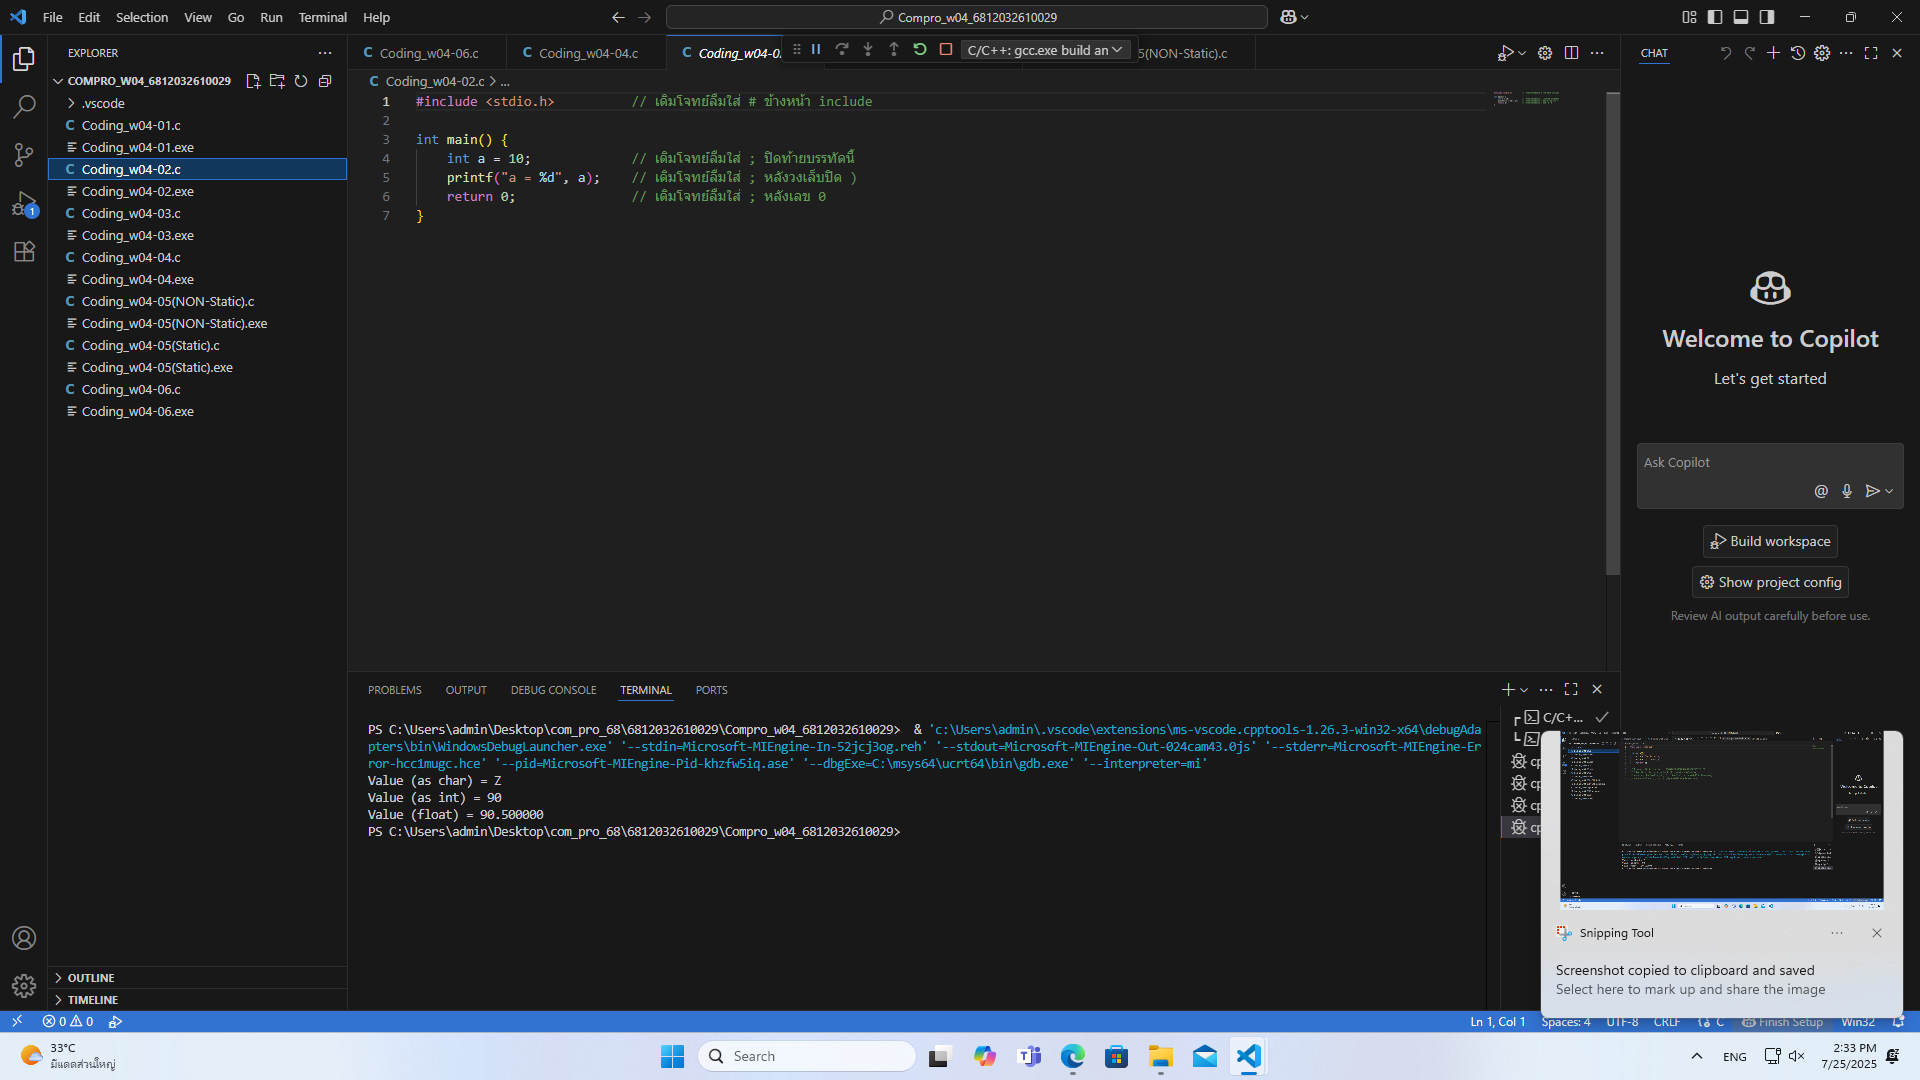 File Edit Selection View Go Run Terminal Help
Compro_w04_6812032610029
EXPLORER
COMPRO_W04_6812032610029
.vscode
Coding_w04-01.c
Coding_w04-01.exe
Coding_w04-02.c
Coding_w04-02.exe
Coding_w04-03.c
Coding_w04-03.exe
Coding_w04-04.c
Coding_w04-04.exe
Coding_w04-05(NON-Static).c
Coding_w04-05(NON-Static).exe
Coding_w04-05(Static).c
Coding_w04-05(Static).exe
Coding_w04-06.c
Coding_w04-06.exe
OUTLINE
TIMELINE
1
Coding_w04-06.c
Coding_w04-04.c
Coding_w04-0
C/C++: gcc.exe build an
5(NON-Static).c
Coding_w04-02.c > ...
1 #include <stdio.h> // เดิมโจทย์ลืมใส่ # ข้างหน้า include
2
3 int main() {
4 int a = 10; // เดิมโจทย์ลืมใส่ ; ปิดท้ายบรรทัดนี้
5 printf("a = %d", a); // เดิมโจทย์ลืมใส่ ; หลังวงเล็บปิด )
6 return 0; // เดิมโจทย์ลืมใส่ ; หลังเลข 0
7 }
PROBLEMS OUTPUT DEBUG CONSOLE TERMINAL PORTS
PS C:\Users\admin\Desktop\com_pro_68\6812032610029\Compro_w04_6812032610029> & 'c:\Users\admin\.vscode\extensions\ms-vscode.cpptools-1.26.3-win32-x64\debugAda
pters\bin\WindowsDebugLauncher.exe' '--stdin=Microsoft-MIEngine-In-52jcj3og.reh' '--stdout=Microsoft-MIEngine-Out-024cam43.0js' '--stderr=Microsoft-MIEngine-Er
ror-hcc1mugc.hce' '--pid=Microsoft-MIEngine-Pid-khzfw5iq.ase' '--dbgExe=C:\msys64\ucrt64\bin\gdb.exe' '--interpreter=mi'
Value (as char) = Z
Value (as int) = 90
Value (float) = 90.500000
PS C:\Users\admin\Desktop\com_pro_68\6812032610029\Compro_w04_6812032610029>
C/C+...
cp
cp
cp
cp
CHAT
Welcome to Copilot
Let's get started
Ask Copilot
Build workspace
Show project config
Review AI output carefully before use.
Snipping Tool
Screenshot copied to clipboard and saved
Select here to mark up and share the image
0 0
Ln 1, Col 1 Spaces: 4 UTF-8 CRLF C Finish Setup Win32
33°C
มีแดดส่วนใหญ่
Search
ENG
2:33 PM
7/25/2025